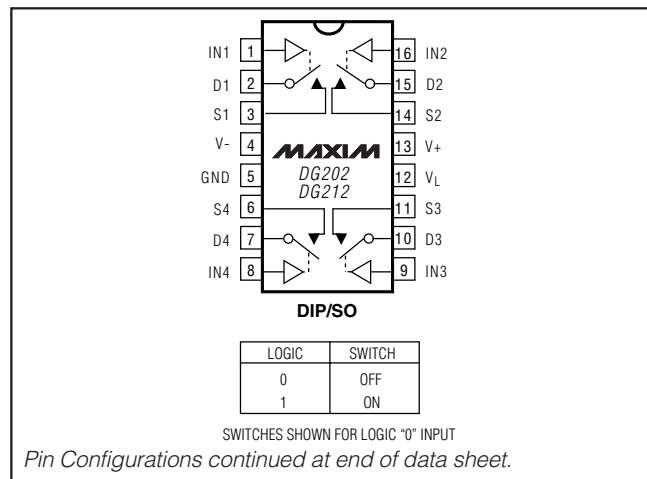 IN1 1 16 IN2
D1 2 15 D2
S1 3 14 S2
V- 4 MAXIM 13 V+
GND 5 DG202 12 VL
DG212
S4 6 11 S3
D4 7 10 D3
IN4 8 9 IN3
DIP/SO
LOGIC SWITCH
0 OFF
1 ON
SWITCHES SHOWN FOR LOGIC "0" INPUT
Pin Configurations continued at end of data sheet.